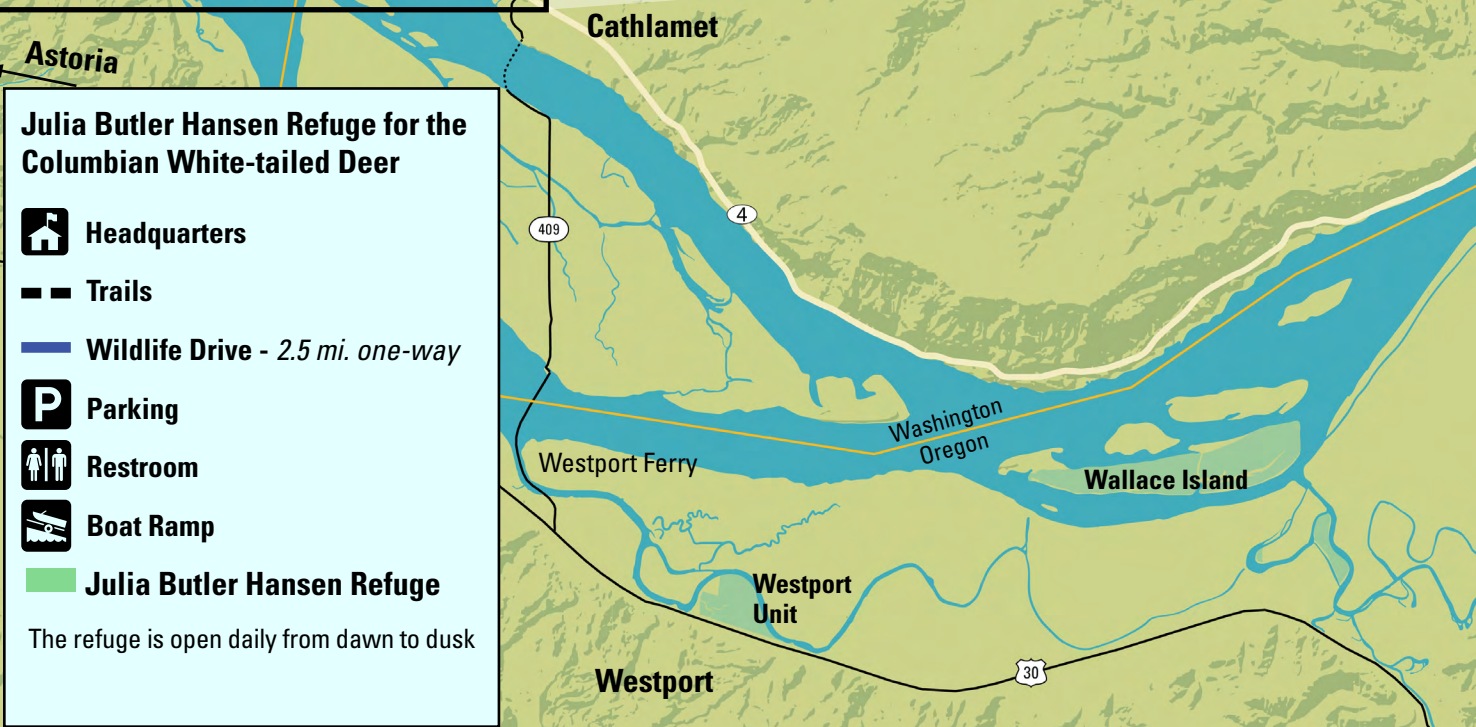 Cathlamet
Astoria
Julia Butler Hansen Refuge for the
Columbian White-tailed Deer
Headquarters
Trails
Wildlife Drive - 2.5 mi. one-way
P
Parking
Restroom
Boat Ramp
Julia Butler Hansen Refuge
The refuge is open daily from dawn to dusk
4
409
Washington
Oregon
Westport Ferry
Wallace Island
Westport
Unit
30
Westport